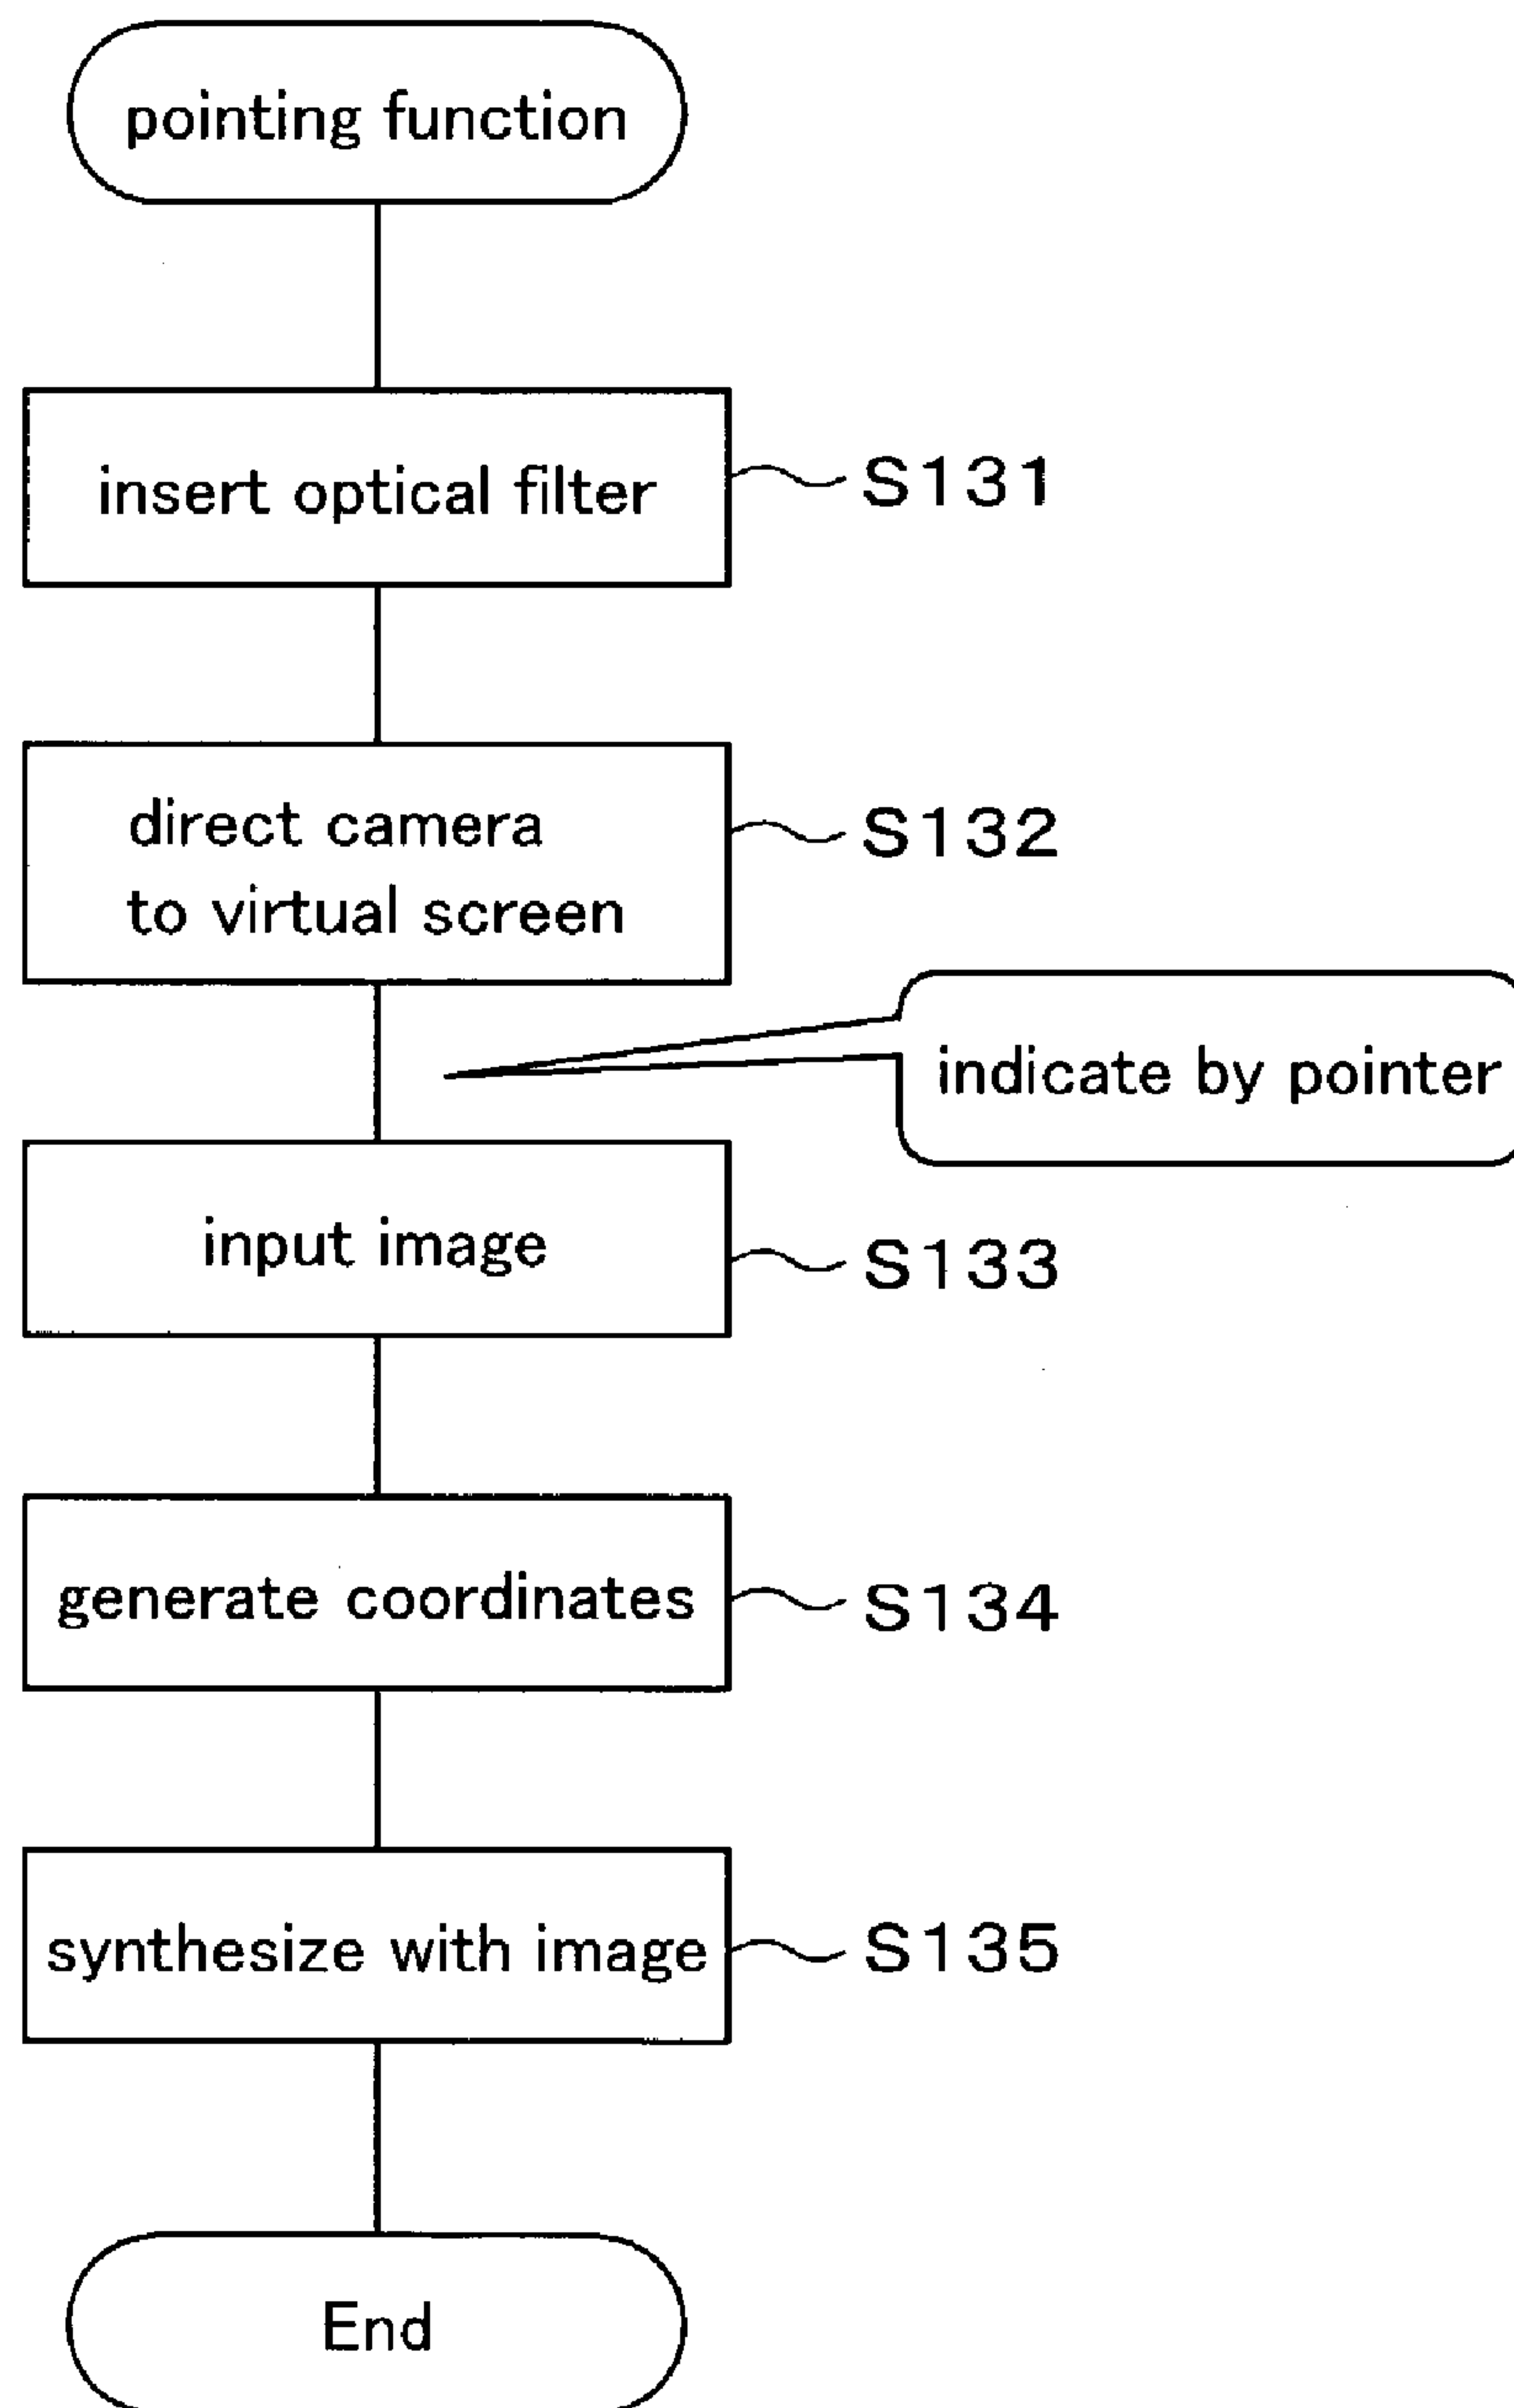 pointing function
insert optical filter
S131
direct camera
to virtual screen
S132
indicate by pointer
input image
S133
generate coordinates
S134
synthesize with image
S135
End